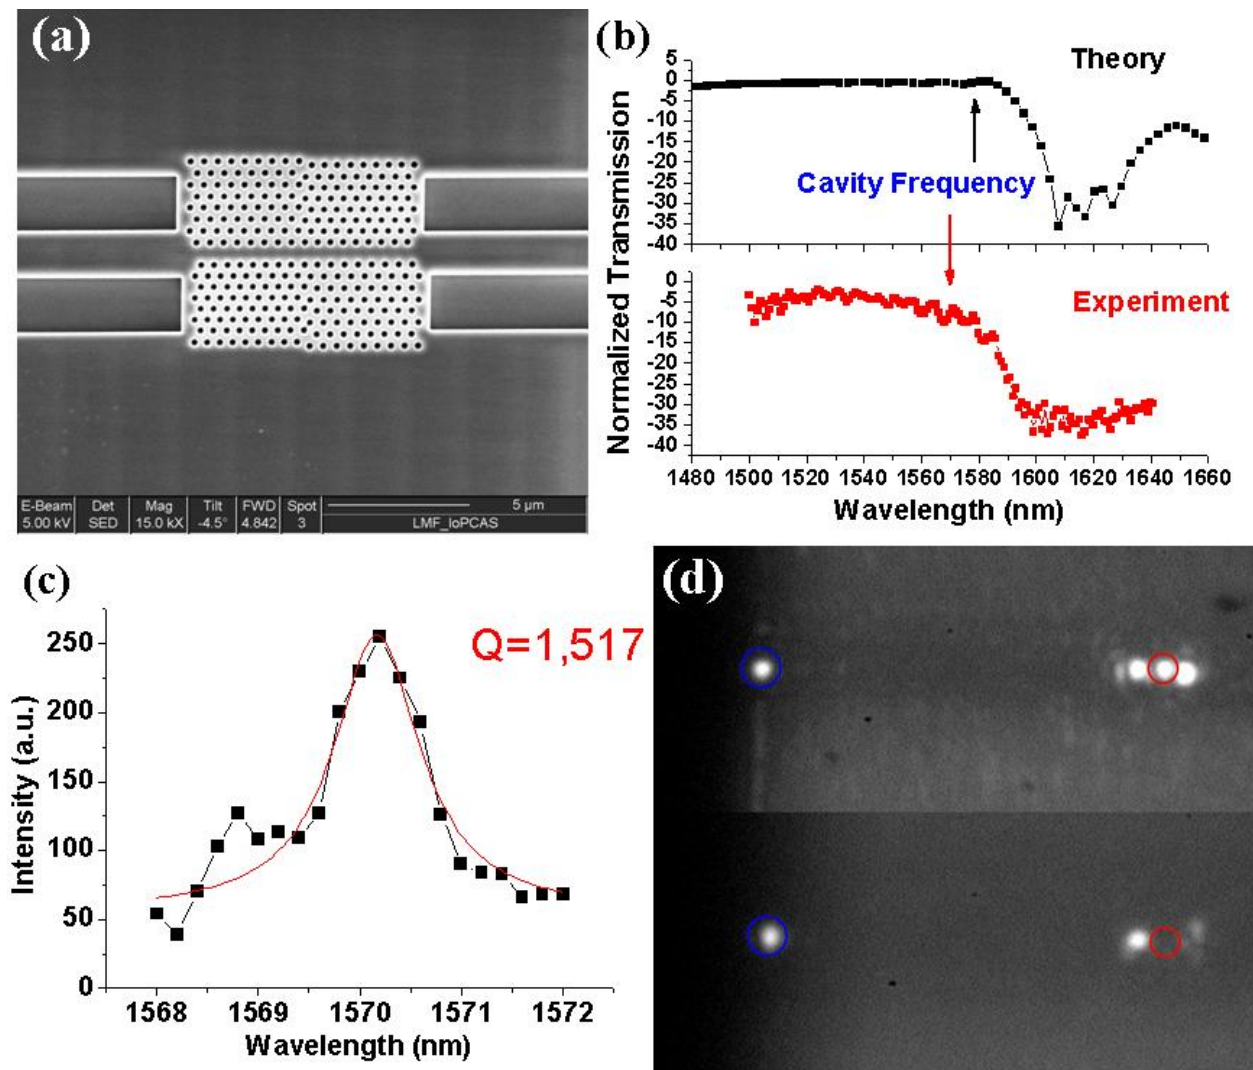 (a)
E-Beam Det Mag Tilt FWD Spot 5 µm
5.00 kV SED 15.0 kX -4.5° 4.842 3 LMF_IoPCAS
(b)
Normalized Transmission
5
0
-5
-10
-15
-20
-25
-30
-35
-40
Theory
Cavity Frequency
0
-5
-10
-15
-20
-25
-30
-35
-40
Experiment
1480 1500 1520 1540 1560 1580 1600 1620 1640 1660
Wavelength (nm)
(c)
Intensity (a.u.)
250
200
150
100
50
0
Q=1,517
1568 1569 1570 1571 1572
Wavelength (nm)
(d)